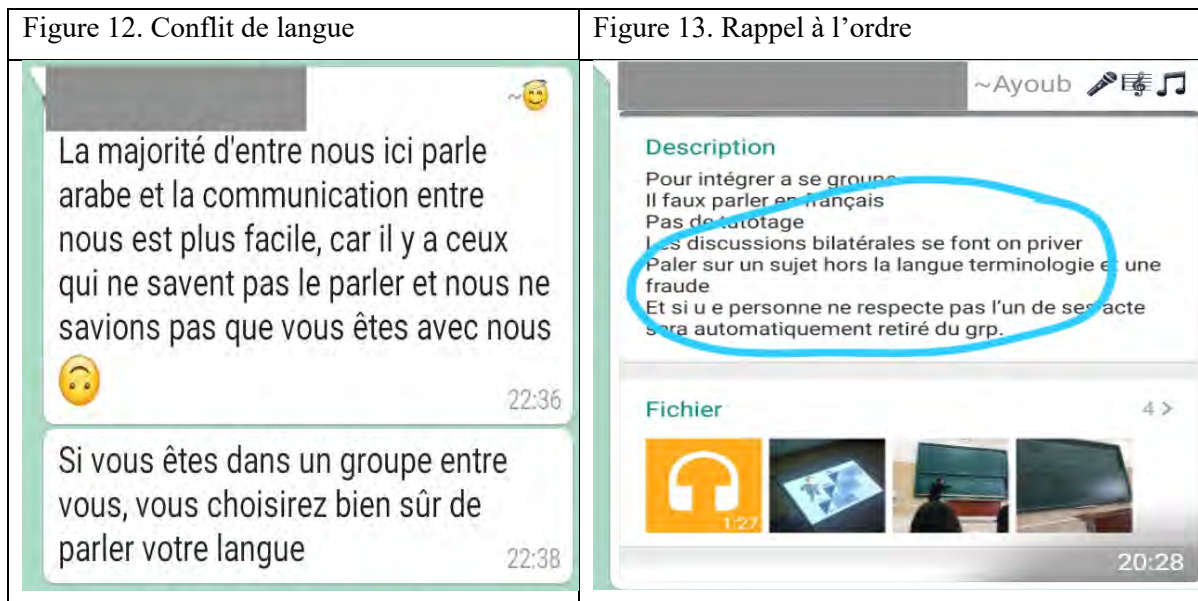 Figure 12. Conflit de langue
La majorité d'entre nous ici parle
arabe et la communication entre
nous est plus facile, car il y a ceux
qui ne savent pas le parler et nous ne
savions pas que vous êtes avec nous
🙃
22:36
Si vous êtes dans un groupe entre
vous, vous choisirez bien sûr de
parler votre langue
22:38
Figure 13. Rappel à l'ordre
~Ayoub 🎤🎼🎵
Description
Pour intégrer a se groupe
Il faux parler en français
Pas de tutotage
Les discussions bilatérales se font on priver
Paler sur un sujet hors la langue terminologie et une
fraude
Et si u e personne ne respecte pas l'un de ses acte
sera automatiquement retiré du grp.
Fichier
4 >
1:27
20:28